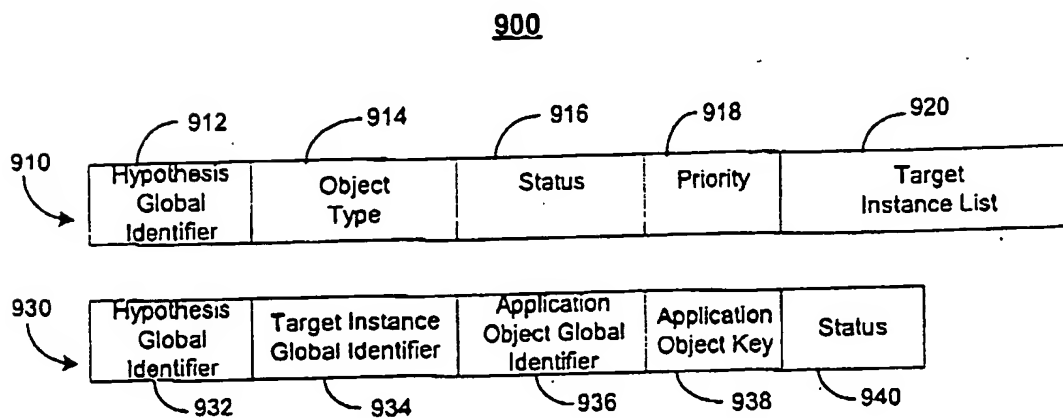 900
912 914 916 918 920
910
Hypothesis
Global
Identifier
Object
Type
Status
Priority
Target
Instance List
930
Hypothesis
Global
Identifier
Target Instance
Global Identifier
Application
Object Global
Identifier
Application
Object Key
Status
932 934 936 938 940